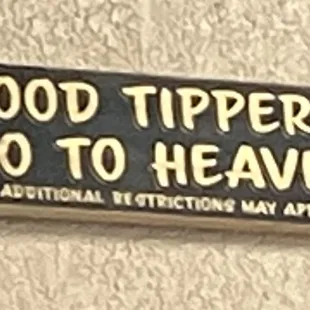 OOD TIPPER
O TO HEAV
ADDITIONAL RESTRICTIONS MAY AP